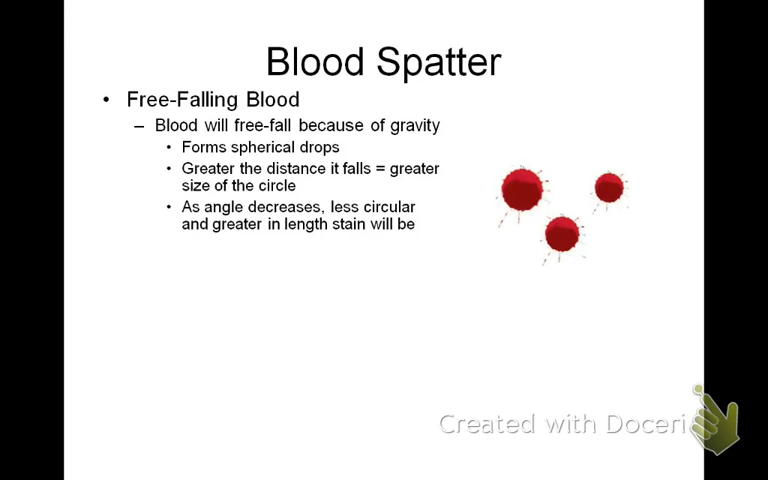 Blood Spatter
• Free-Falling Blood
– Blood will free-fall because of gravity
• Forms spherical drops
• Greater the distance it falls = greater
size of the circle
• As angle decreases, less circular
and greater in length stain will be
Created with Doceri